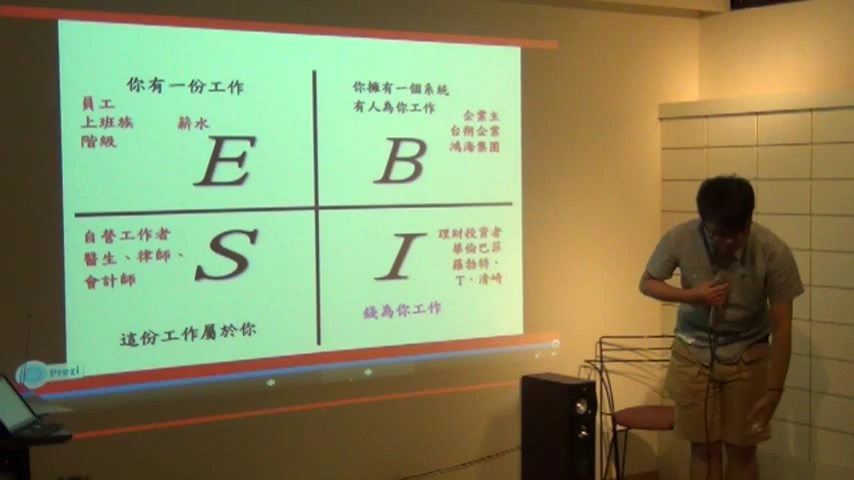 你有一份工作
員工
上班族 薪水
階級
E
你擁有一個系統
有人為你工作
企業主
台朔企業
鴻海集團
B
自營工作者
醫生、律師、
會計師
S
這份工作屬於你
理財投資者
華倫巴菲
羅勃特．
T．清崎
I
錢為你工作
Prezi